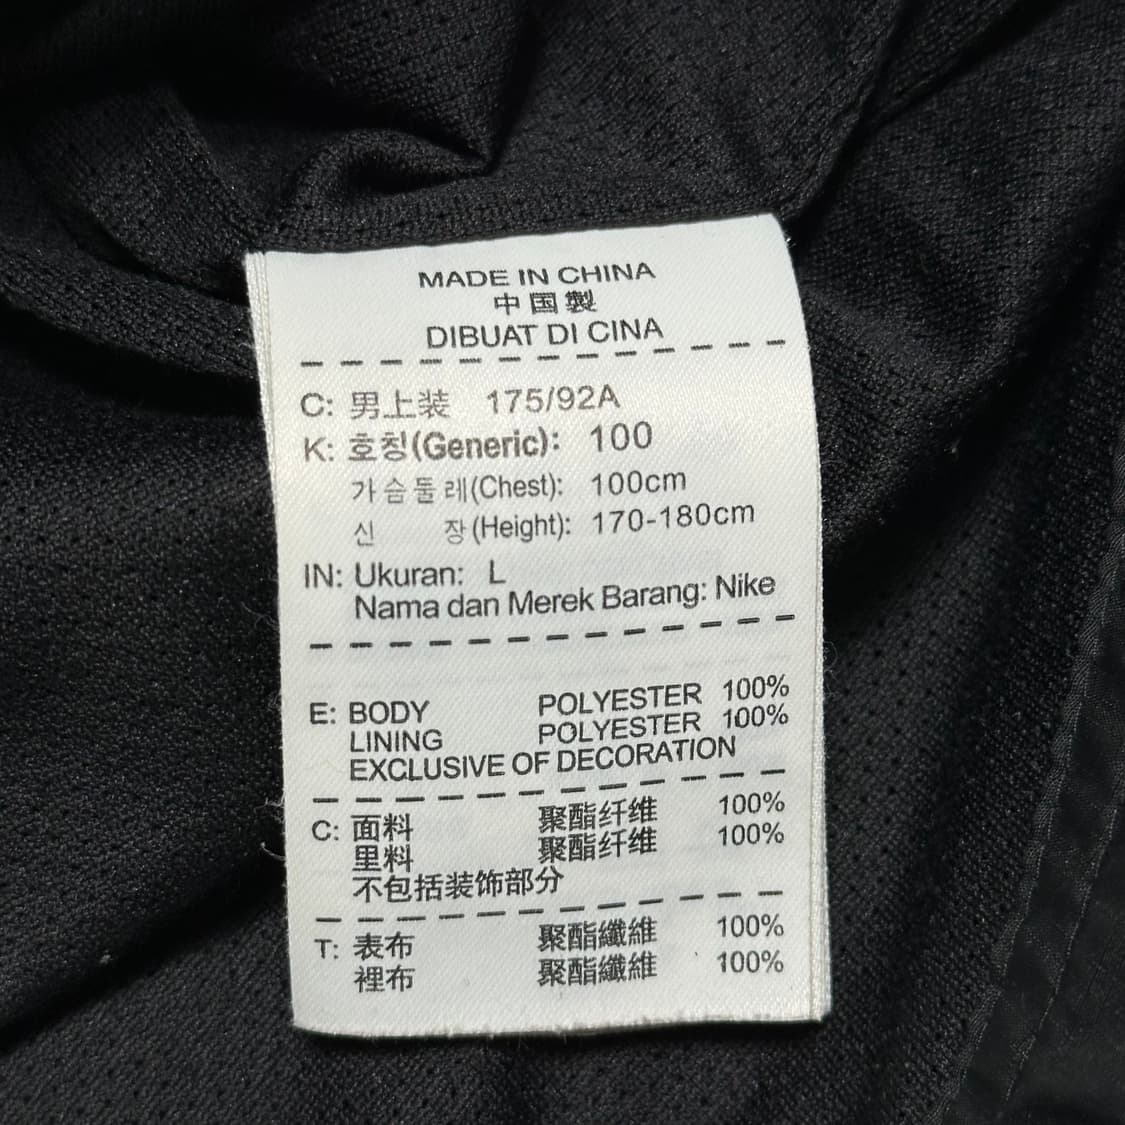 MADE IN CHINA
中国製
DIBUAT DI CINA
C: 男上装 175/92A
K: 호칭(Generic): 100
가슴둘레(Chest): 100cm
신 장(Height): 170-180cm
IN: Ukuran: L
Nama dan Merek Barang: Nike
E: BODY POLYESTER 100%
LINING POLYESTER 100%
EXCLUSIVE OF DECORATION
C: 面料 聚酯纤维 100%
里料 聚酯纤维 100%
不包括装饰部分
T: 表布 聚酯纖維 100%
裡布 聚酯纖維 100%